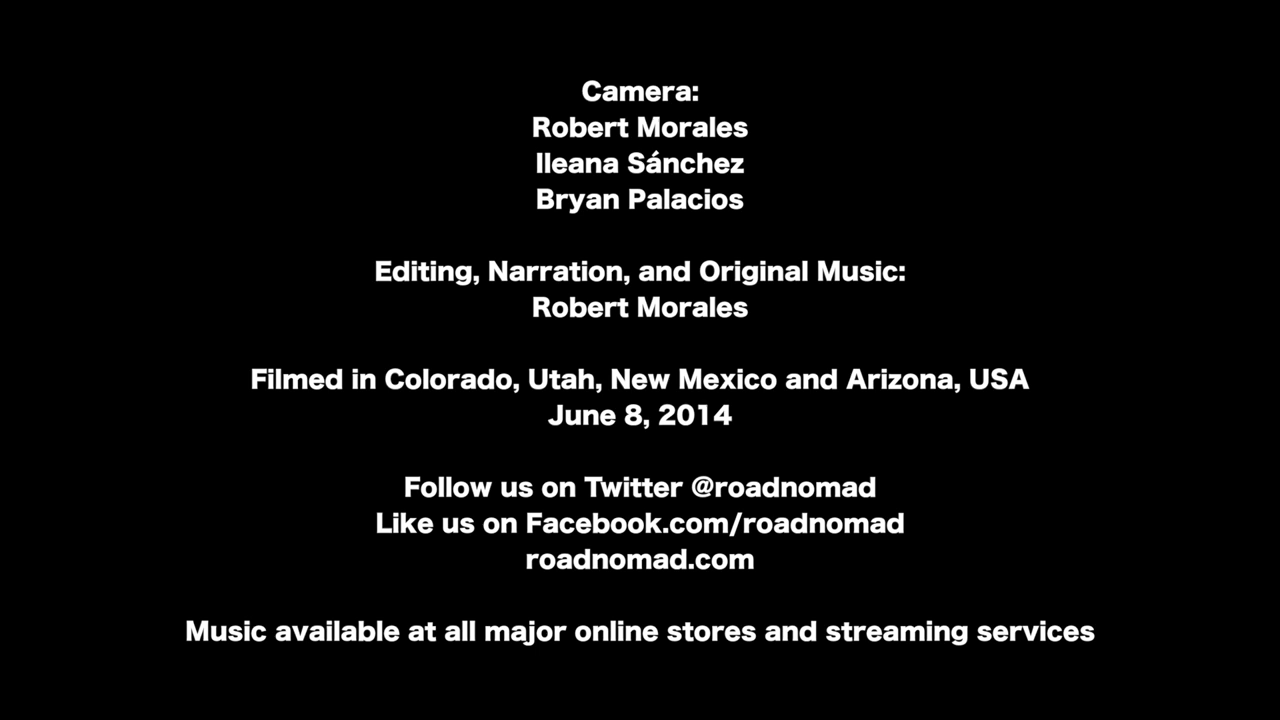 Camera:
Robert Morales
Ileana Sánchez
Bryan Palacios
Editing, Narration, and Original Music:
Robert Morales
Filmed in Colorado, Utah, New Mexico and Arizona, USA
June 8, 2014
Follow us on Twitter @roadnomad
Like us on Facebook.com/roadnomad
roadnomad.com
Music available at all major online stores and streaming services